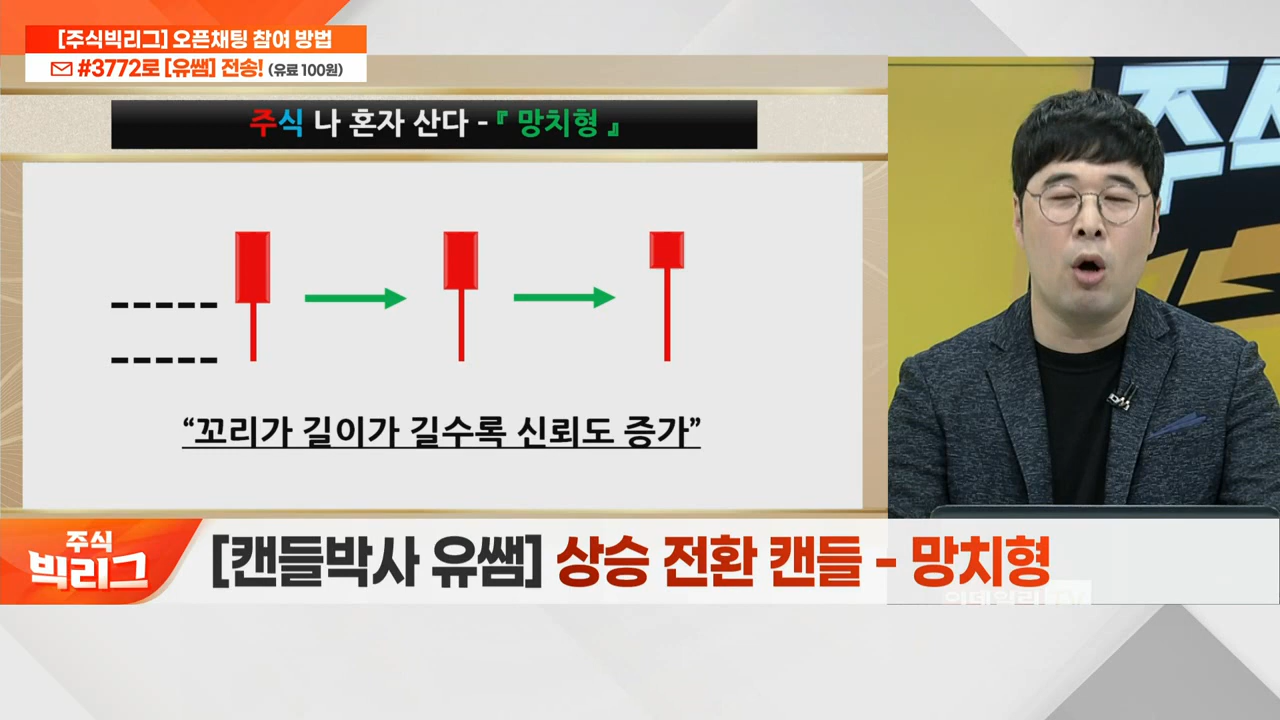 [주식빅리그] 오픈채팅 참여 방법
#3772로 [유쌤] 전송! (유료 100원)
주식 나 혼자 산다 -『 망치형 』
“꼬리가 길이가 길수록 신뢰도 증가”
주식
빅리그
[캔들박사 유쌤] 상승 전환 캔들 - 망치형